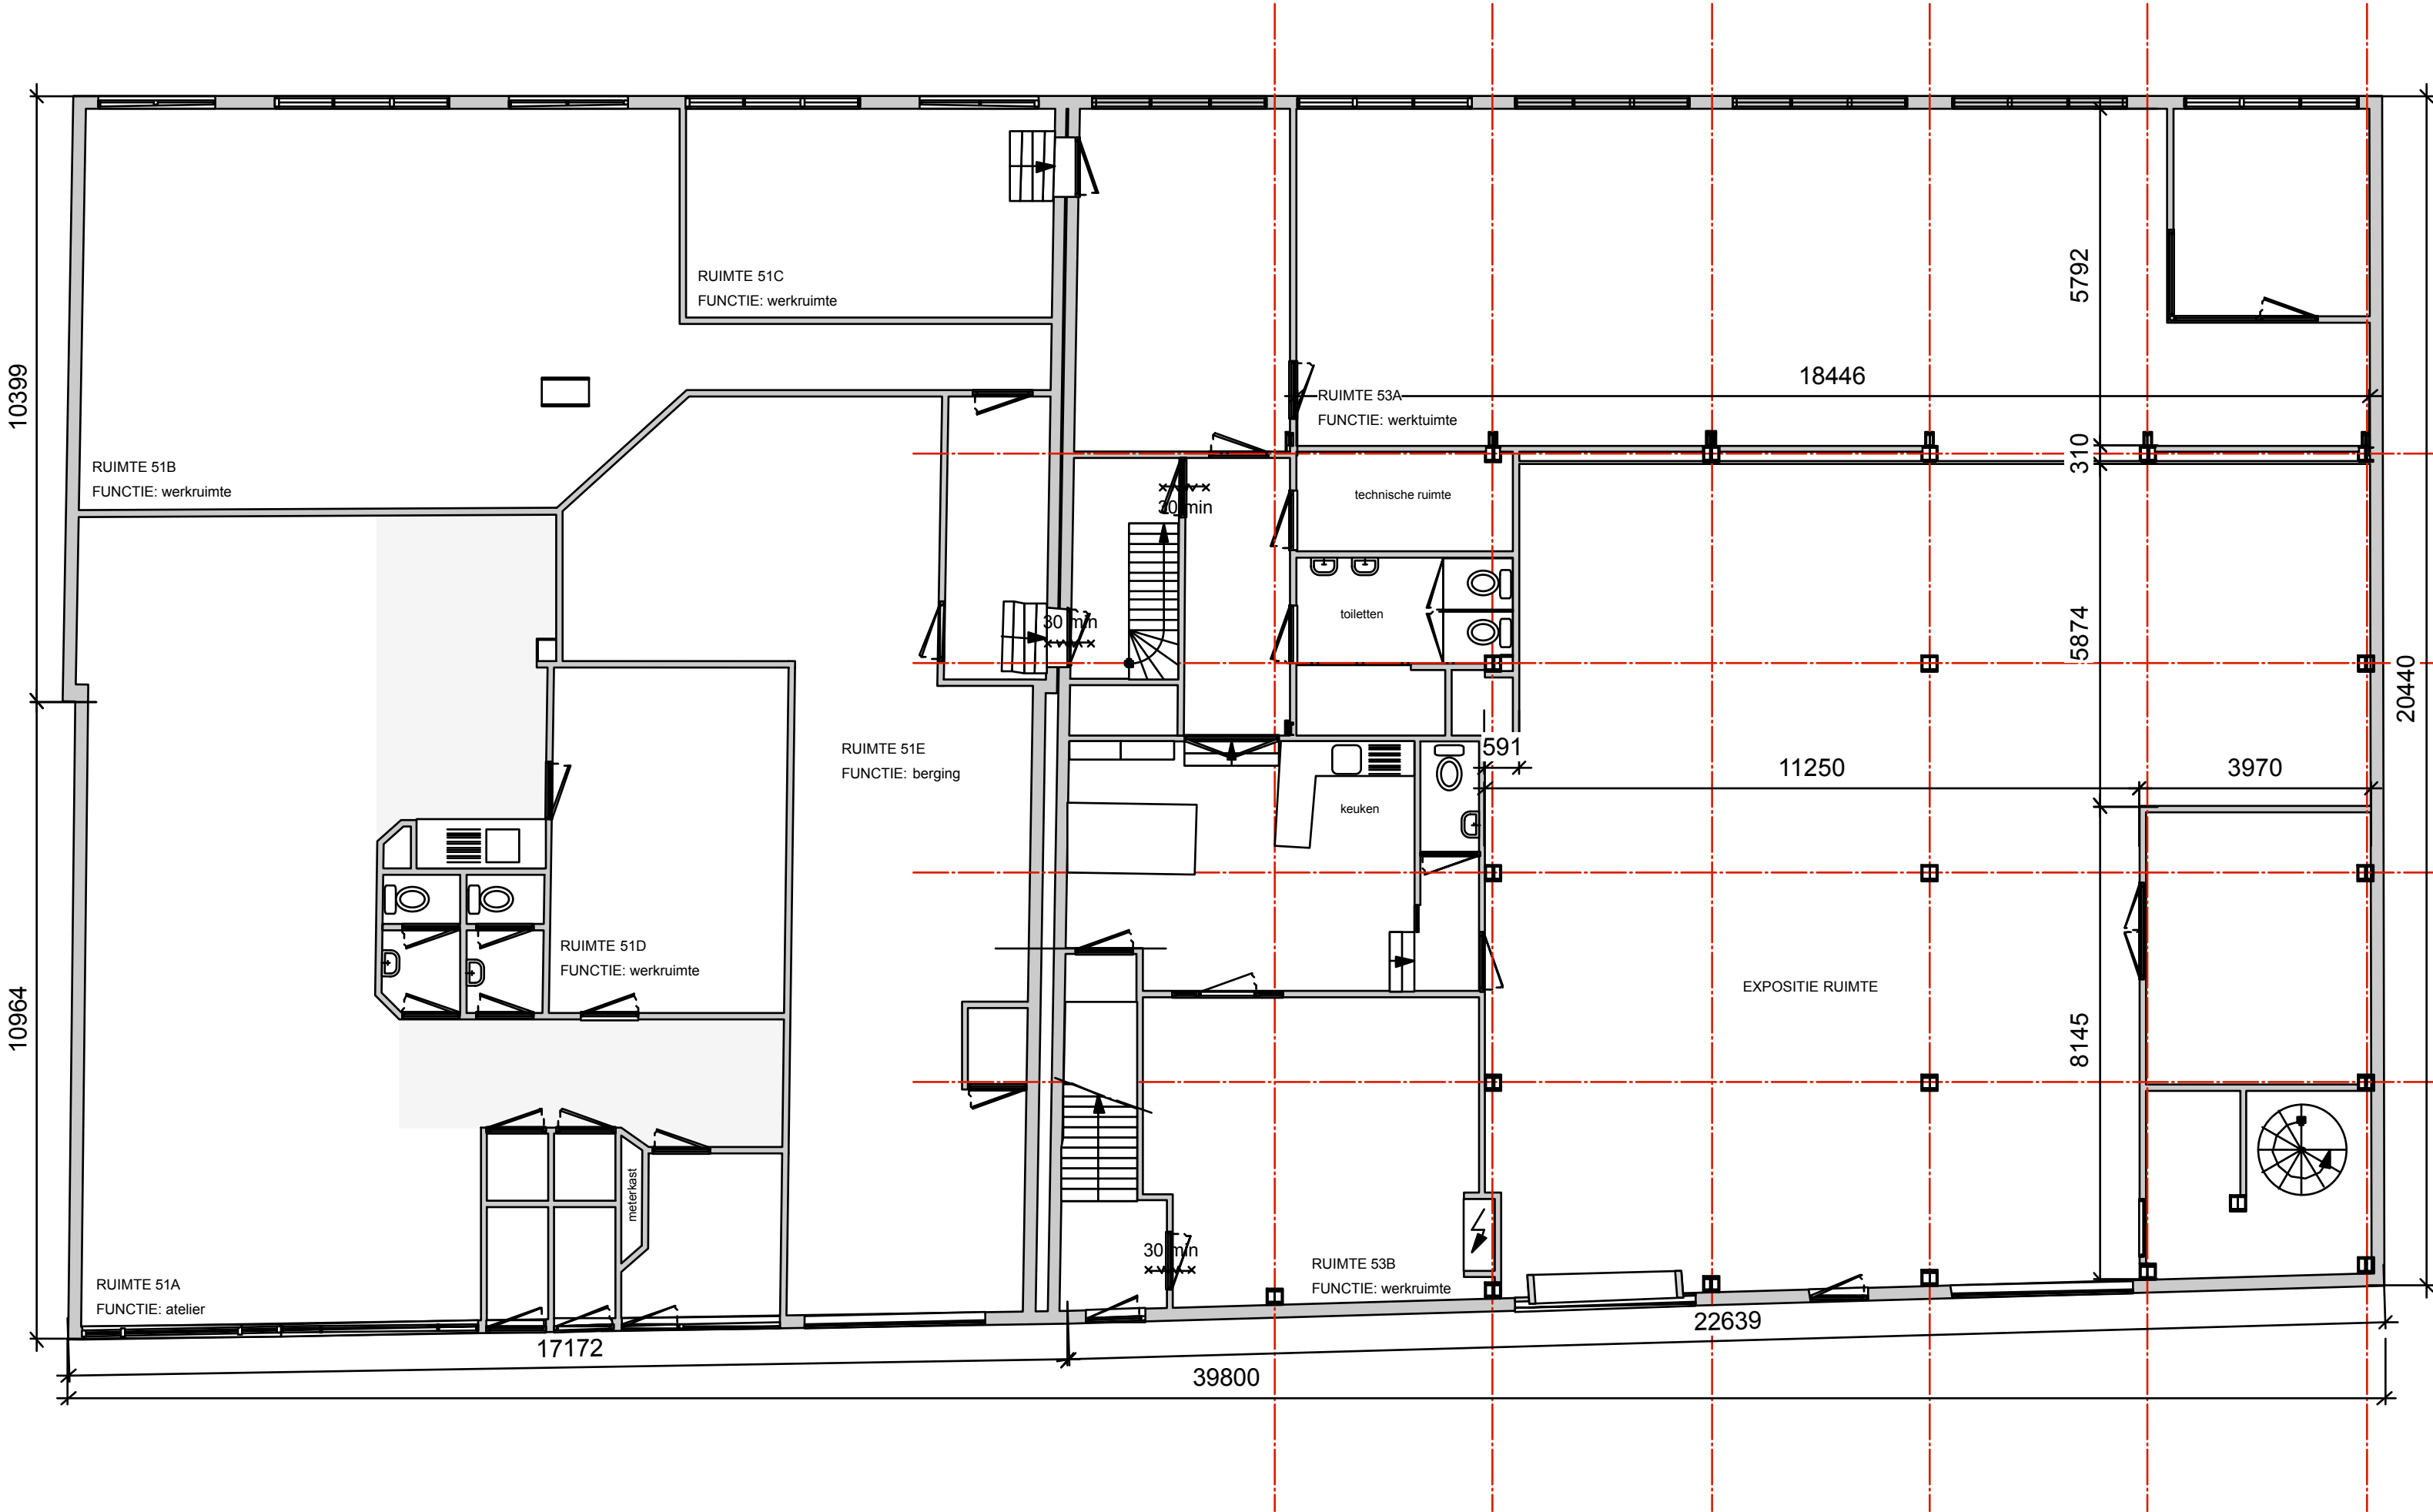 RUIMTE 51C
FUNCTIE: werkruimte
5792
10399
18446
RUIMTE 53A
FUNCTIE: werktuimte
310
RUIMTE 51B
FUNCTIE: werkruimte
technische ruimte
30 min
toiletten
30 min
5874
20440
RUIMTE 51E
FUNCTIE: berging
591
11250
3970
keuken
RUIMTE 51D
FUNCTIE: werkruimte
EXPOSITIE RUIMTE
10964
8145
meterkast
30 min
RUIMTE 53B
FUNCTIE: werkruimte
RUIMTE 51A
FUNCTIE: atelier
22639
17172
39800